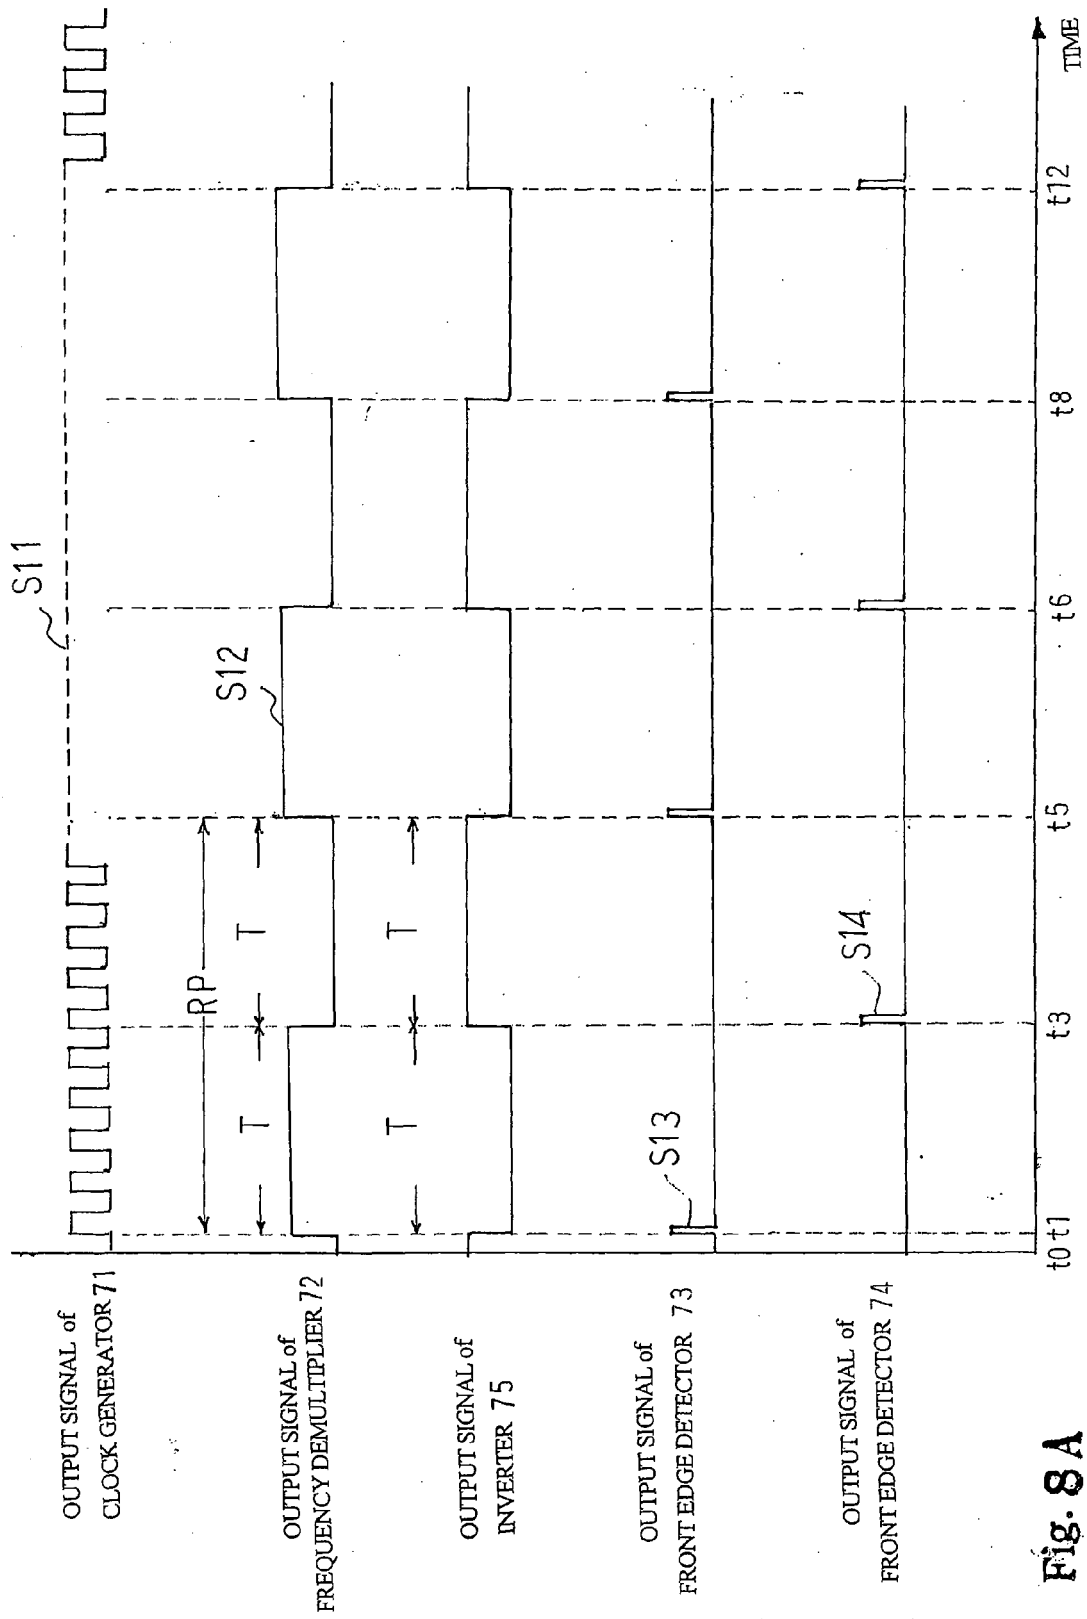 OUTPUT SIGNAL of
CLOCK GENERATOR 71
S11
OUTPUT SIGNAL of
FREQUENCY DEMULTIPLIER 72
RP
T
T
S12
OUTPUT SIGNAL of
INVERTER 75
T
T
OUTPUT SIGNAL of
FRONT EDGE DETECTOR 73
S13
OUTPUT SIGNAL of
FRONT EDGE DETECTOR 74
S14
t0
t1
t3
t5
t6
t8
t12
TIME
Fig. 8A